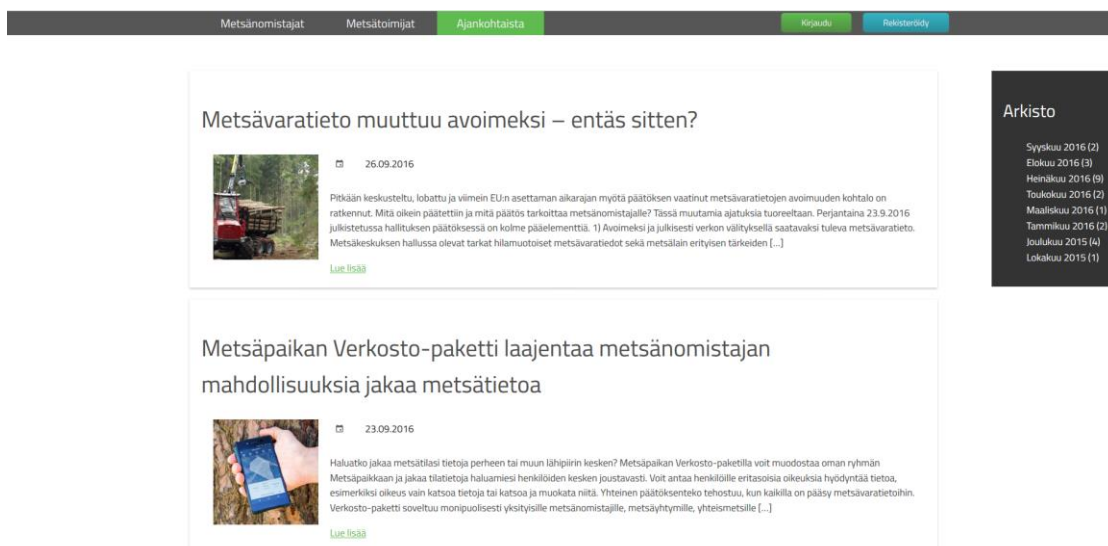 Metsänomistajat Metsätoimijat Ajankohtaista Kirjaudu Rekisteröidy
Metsävaratieto muuttuu avoimeksi – entäs sitten?
26.09.2016
Pitkään keskusteltu, lobattu ja viimein EU:n asettaman aikarajan myötä päätöksen vaatinut metsävaratietojen avoimuuden kohtalo on
ratkennut. Mitä oikein päätettiin ja mitä päätös tarkoittaa metsänomistajalle? Tässä muutamia ajatuksia tuoreeltaan. Perjantaina 23.9.2016
julkistetussa hallituksen päätöksessä on kolme pääelementtiä. 1) Avoimeksi ja julkisesti verkon välityksellä saatavaksi tuleva metsävaratieto.
Metsäkeskuksen hallussa olevat tarkat hilamuotoiset metsävaratiedot sekä metsälain erityisen tärkeiden [...]
Lue lisää
Metsäpaikan Verkosto-paketti laajentaa metsänomistajan
mahdollisuuksia jakaa metsätietoa
23.09.2016
Haluatko jakaa metsätilasi tietoja perheen tai muun lähipiirin kesken? Metsäpaikan Verkosto-paketilla voit muodostaa oman ryhmän
Metsäpaikkaan ja jakaa tilatietoja haluamiesi henkilöiden kesken joustavasti. Voit antaa henkilöille eritasoisia oikeuksia hyödyntää tietoa,
esimerkiksi oikeus vain katsoa tietoja tai katsoa ja muokata niitä. Yhteinen päätöksenteko tehostuu, kun kaikilla on pääsy metsävaratietoihin.
Verkosto-paketti soveltuu monipuolisesti yksityisille metsänomistajille, metsäyhtymille, yhteismetsille [...]
Lue lisää
Arkisto
Syyskuu 2016 (2)
Elokuu 2016 (3)
Heinäkuu 2016 (9)
Toukokuu 2016 (2)
Maaliskuu 2016 (1)
Tammikuu 2016 (2)
Joulukuu 2015 (4)
Lokakuu 2015 (1)